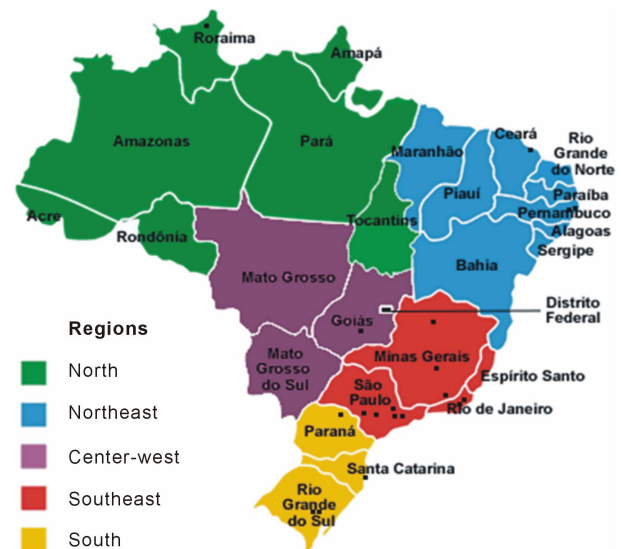 Roraima
Amapá
Amazonas
Pará
Maranhão
Ceará
Rio
Grande
do Norte
Piauí
Paraíba
Pernambuco
Alagoas
Sergipe
Acre
Rondônia
Tocantins
Bahia
Mato Grosso
Goiás
Distrito
Federal
Mato
Grosso
do Sul
Minas Gerais
Espírito Santo
São
Paulo
Rio de Janeiro
Paraná
Santa Catarina
Rio
Grande
do Sul
Regions
North
Northeast
Center-west
Southeast
South